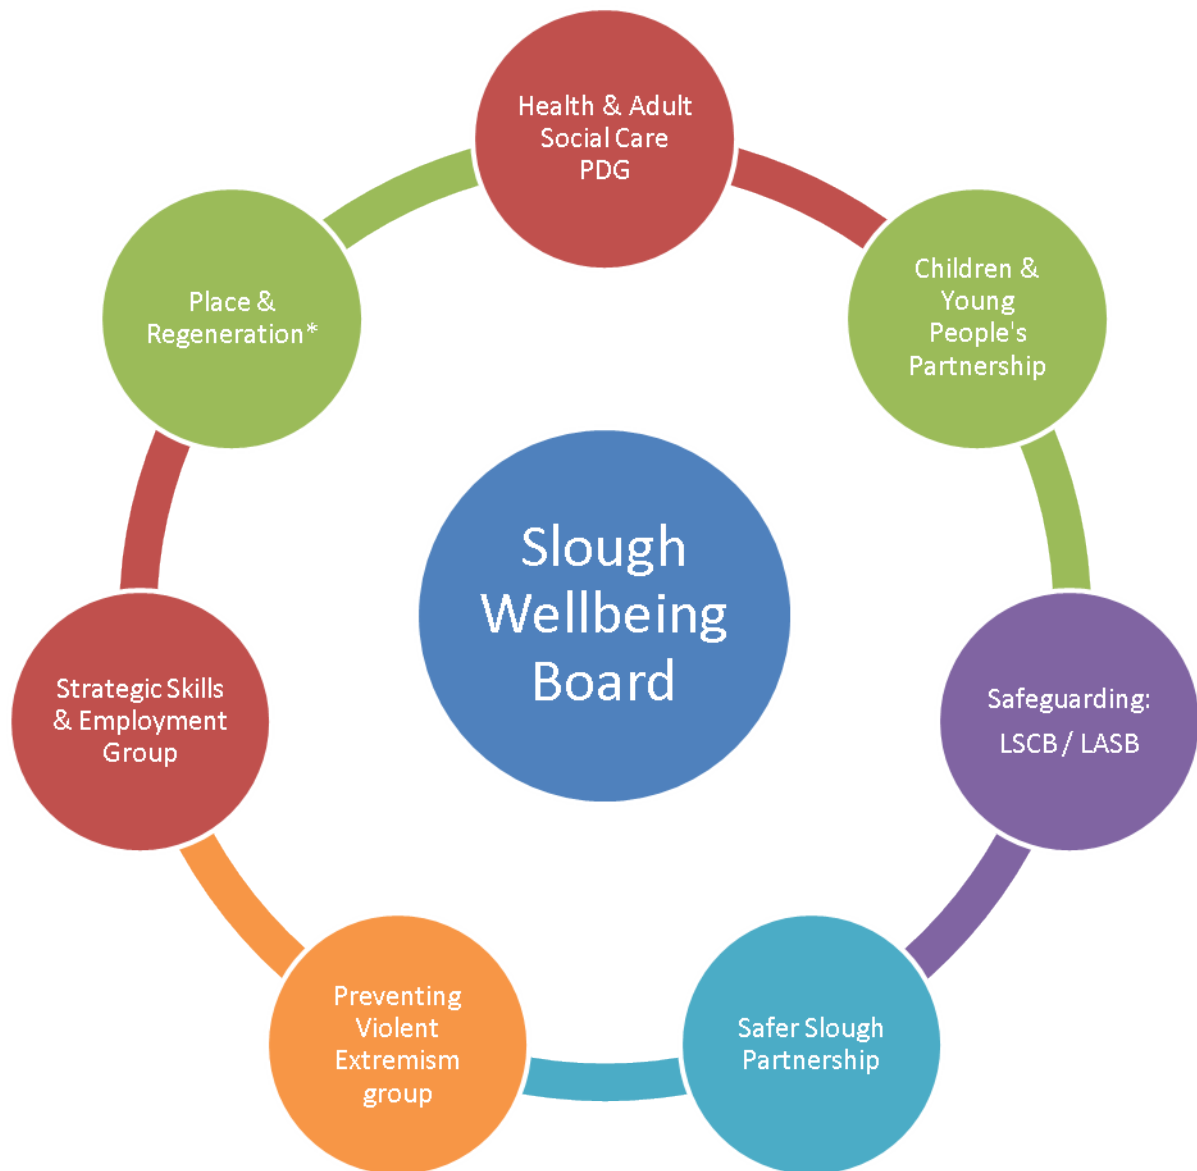 Health & Adult
Social Care
PDG
Children &
Young
People's
Partnership
Place &
Regeneration*
Slough
Wellbeing
Board
Strategic Skills
& Employment
Group
Safeguarding:
LSCB / LASB
Preventing
Violent
Extremism
group
Safer Slough
Partnership